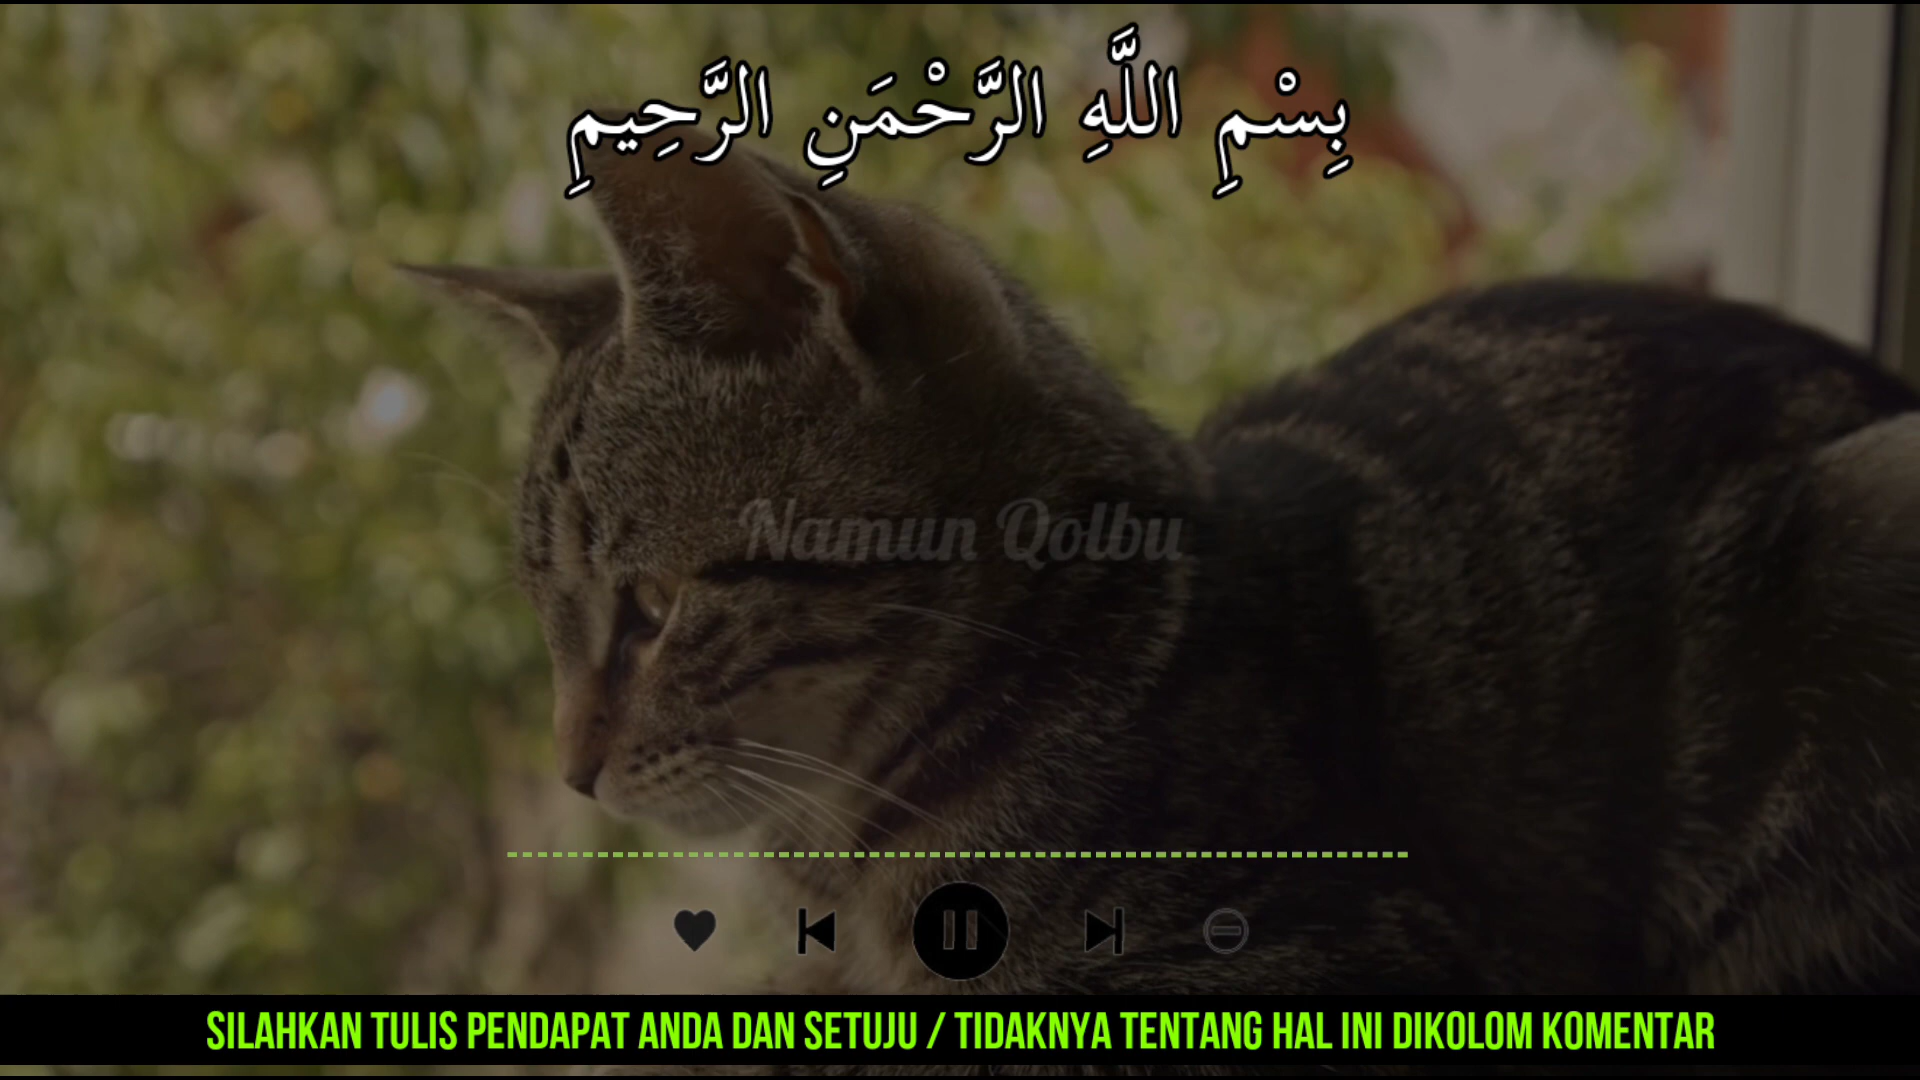 بِسْمِ اللَّهِ الرَّحْمَنِ الرَّحِيمِ
Namun Qolbu
SILAHKAN TULIS PENDAPAT ANDA DAN SETUJU / TIDAKNYA TENTANG HAL INI DIKOLOM KOMENTAR